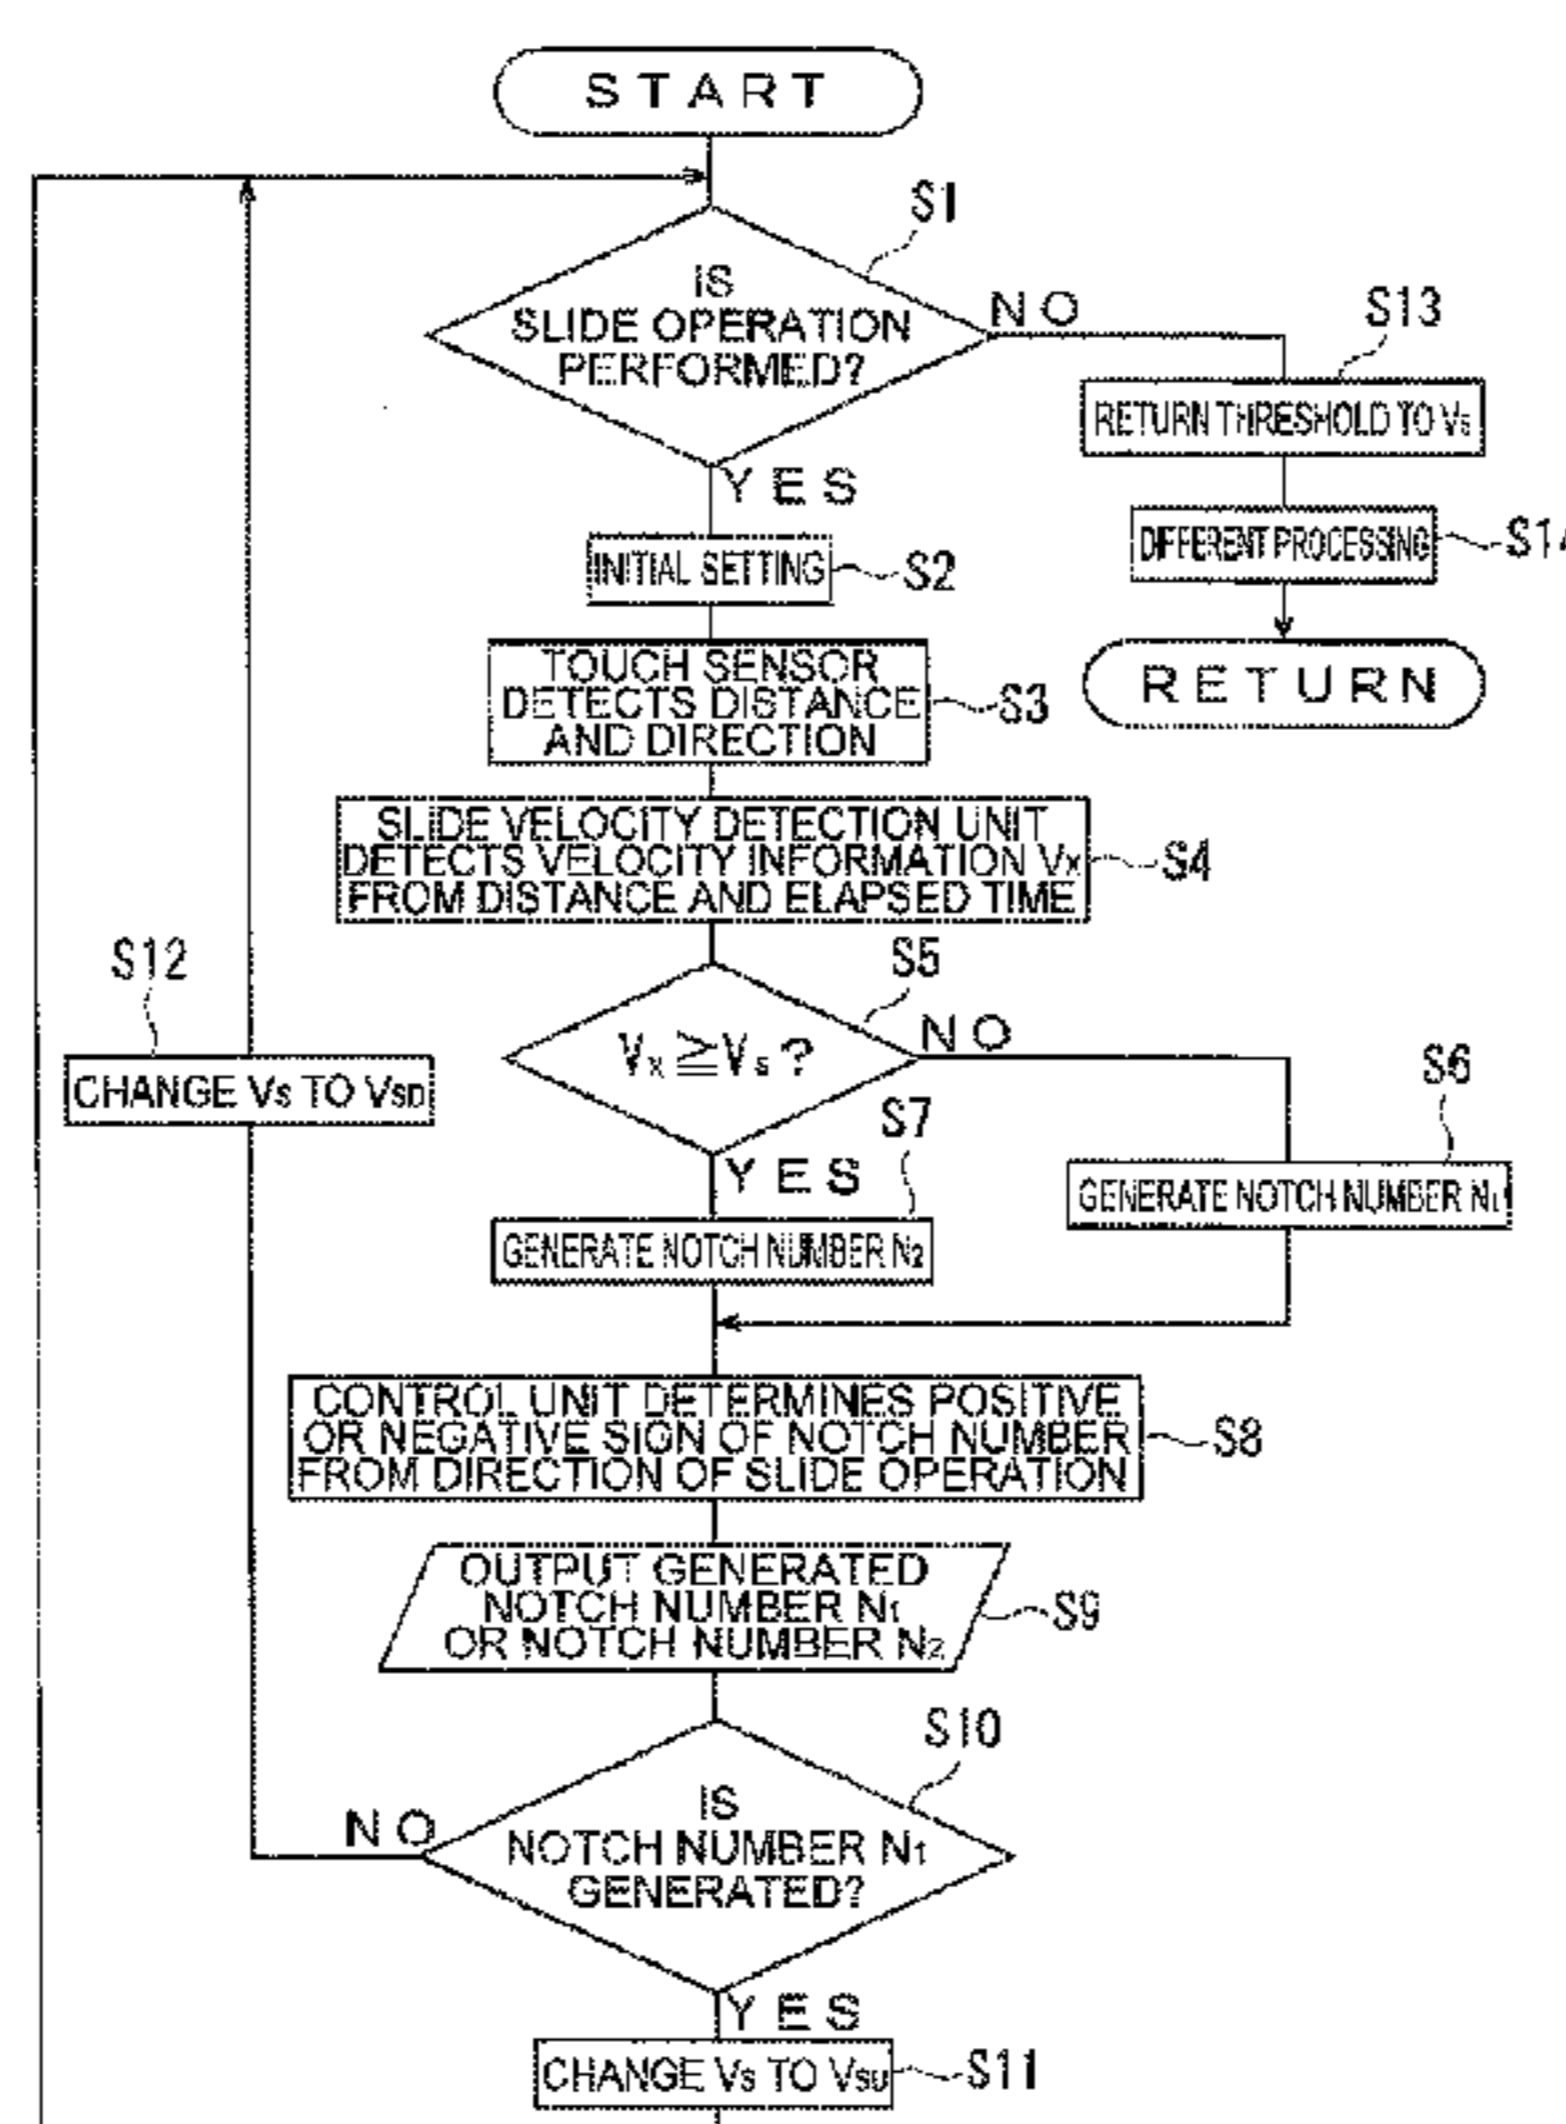 START
S1
IS
SLIDE OPERATION
PERFORMED?
NO
S13
RETURN THRESHOLD TO Vs
YES
DIFFERENT PROCESSING
S14
INITIAL SETTING
S2
RETURN
TOUCH SENSOR
DETECTS DISTANCE
AND DIRECTION
S3
SLIDE VELOCITY DETECTION UNIT
DETECTS VELOCITY INFORMATION Vx
FROM DISTANCE AND ELAPSED TIME
S4
S12
CHANGE Vs TO VSD
S5
Vx ≧ Vs ?
NO
S6
GENERATE NOTCH NUMBER N1
YES
S7
GENERATE NOTCH NUMBER N2
CONTROL UNIT DETERMINES POSITIVE
OR NEGATIVE SIGN OF NOTCH NUMBER
FROM DIRECTION OF SLIDE OPERATION
S8
OUTPUT GENERATED
NOTCH NUMBER N1
OR NOTCH NUMBER N2
S9
S10
IS
NOTCH NUMBER N1
GENERATED?
NO
YES
CHANGE Vs TO VSU
S11